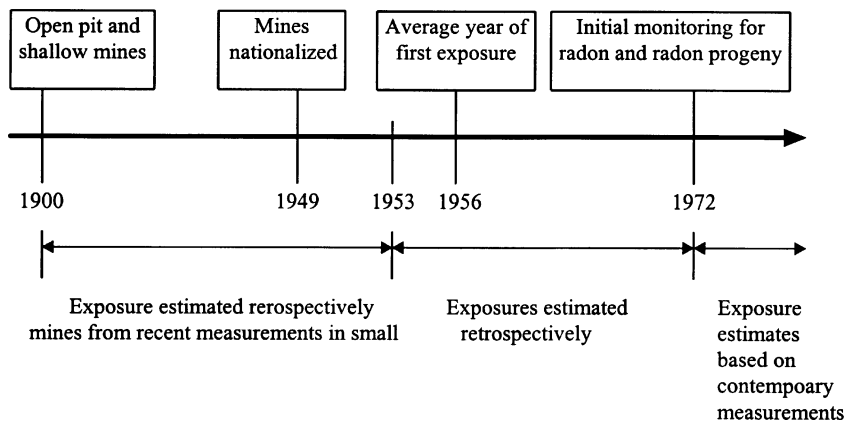 Open pit and
shallow mines
Mines
nationalized
Average year of
first exposure
Initial monitoring for
radon and radon progeny
1900
1949
1953
1956
1972
Exposure estimated rerospectively
mines from recent measurements in small
Exposures estimated
retrospectively
Exposure
estimates
based on
contempoary
measurements